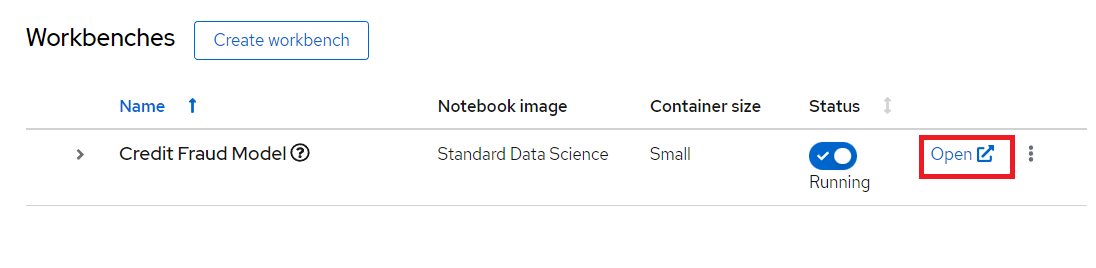 Workbenches Create workbench
Name Notebook image Container size Status
Credit Fraud Model Standard Data Science Small Open
Running